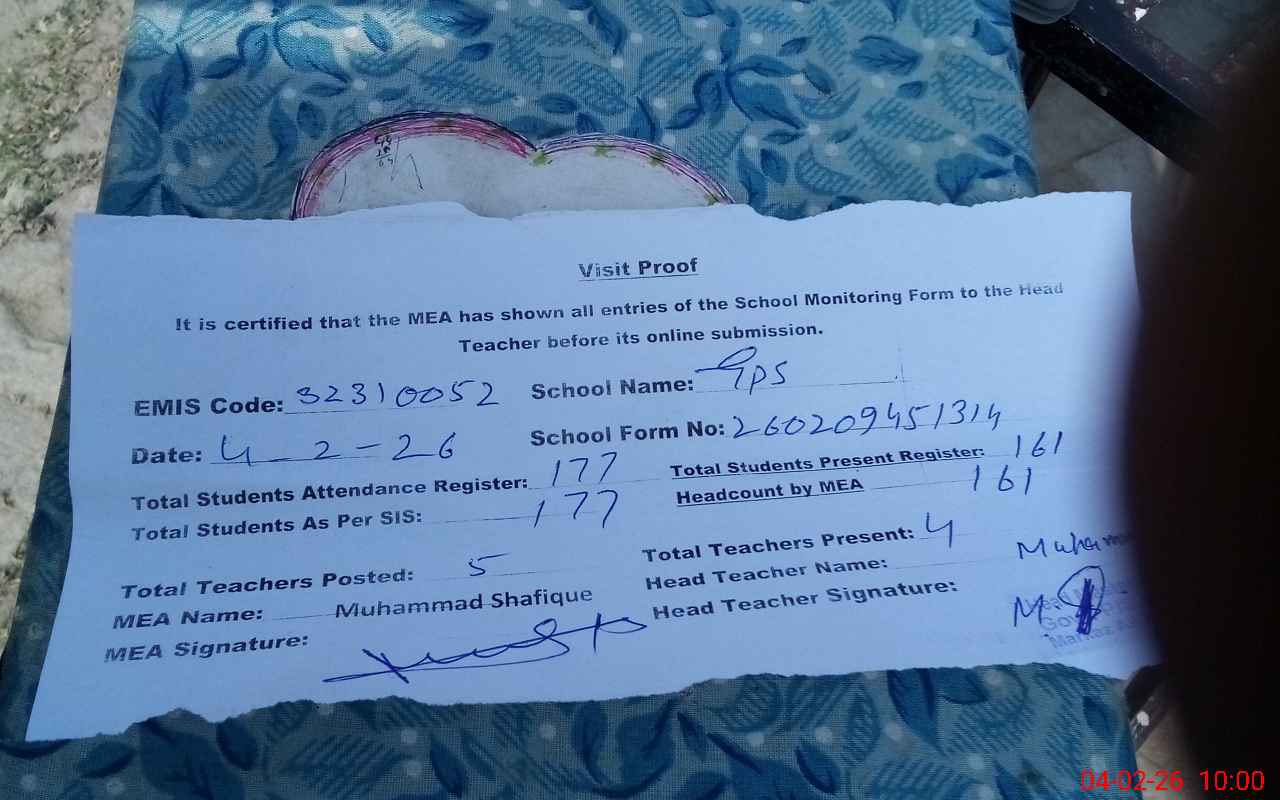 Visit Proof
It is certified that the MEA has shown all entries of the School Monitoring Form to the Head
Teacher before its online submission.
EMIS Code: 32310052 School Name: Gps
Date: 4-2-26 School Form No: 260209451314
Total Students Attendance Register: 177 Total Students Present Register: 161
Total Students As Per SIS: 177 Headcount by MEA 161
Total Teachers Posted: 5 Total Teachers Present: 4
MEA Name: Muhammad Shafique Head Teacher Name:
MEA Signature: Head Teacher Signature:
04-02-26 10:00